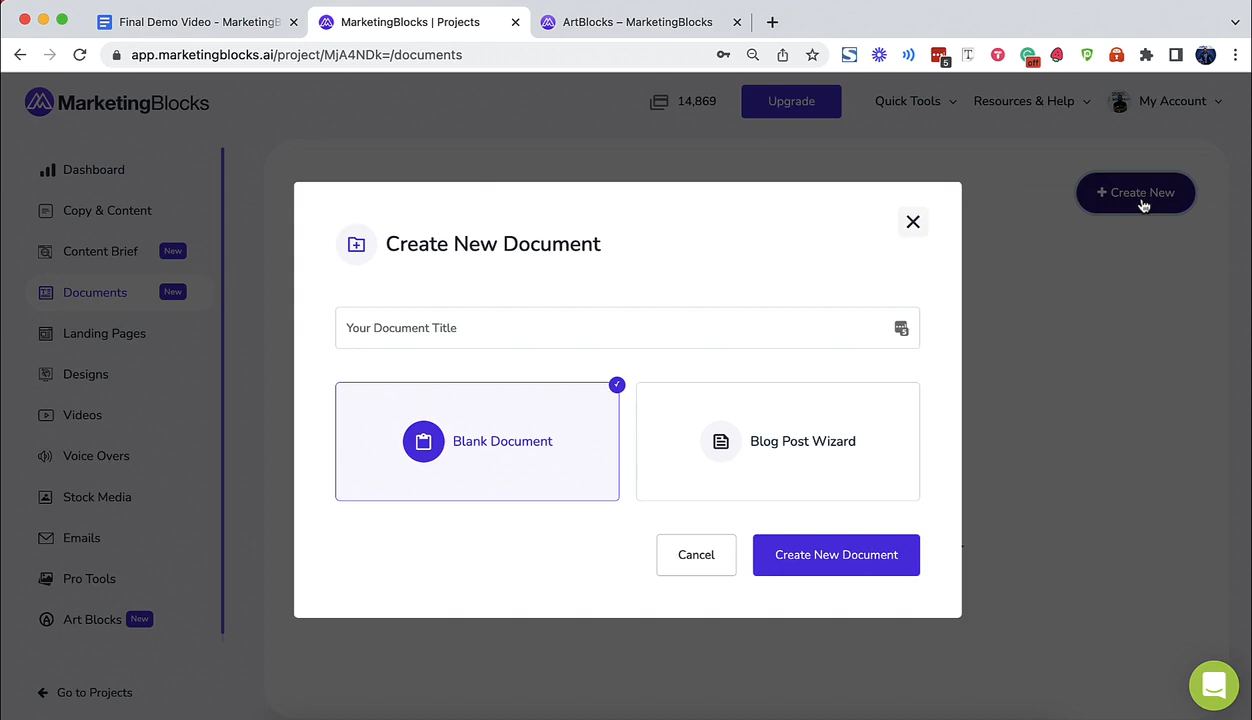 Final Demo Video - MarketingB
MarketingBlocks | Projects
ArtBlocks – MarketingBlocks
app.marketingblocks.ai/project/MjA4NDk=/documents
5
off
MarketingBlocks
14,869
Upgrade
Quick Tools
Resources & Help
My Account
Dashboard
Copy & Content
Content Brief New
Documents New
Landing Pages
Designs
Videos
Voice Overs
Stock Media
Emails
Pro Tools
Art Blocks New
Go to Projects
+ Create New
Create New Document
Your Document Title
Blank Document
Blog Post Wizard
Cancel
Create New Document